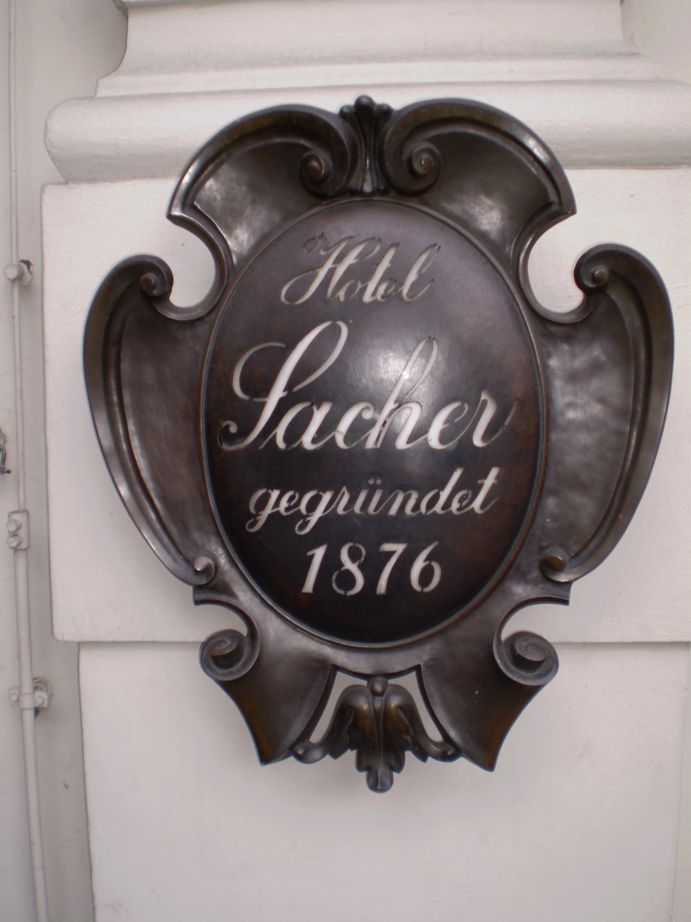 Hotel
Sacher
gegründet
1876